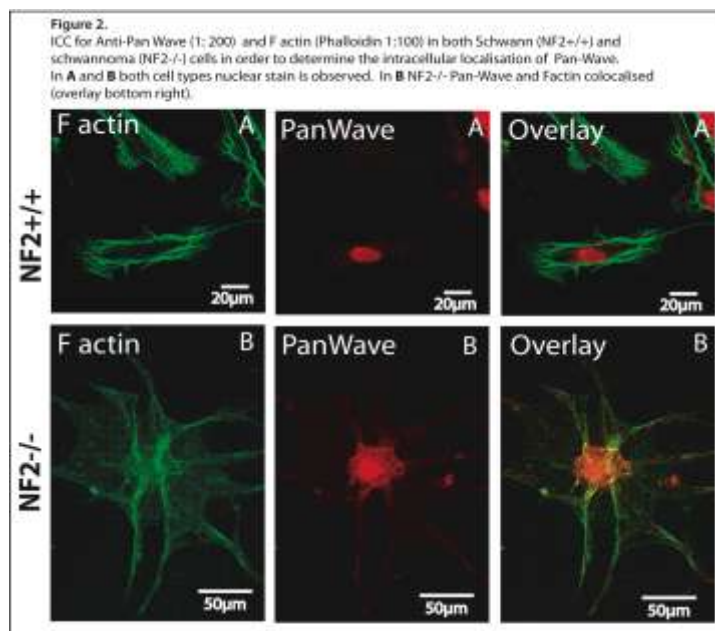 Figure 2.
ICC for Anti-Pan Wave (1: 200) and F actin (Phalloidin 1:100) in both Schwann (NF2+/+) and
schwannoma (NF2-/-) cells in order to determine the intracellular localisation of Pan-Wave.
In A and B both cell types nuclear stain is observed. In B NF2-/- Pan-Wave and Factin colocalised
(overlay bottom right).
F actin A PanWave A Overlay A
NF2+/+
20μm 20μm 20μm
F actin B PanWave B Overlay B
NF2-/-
50μm 50μm 50μm